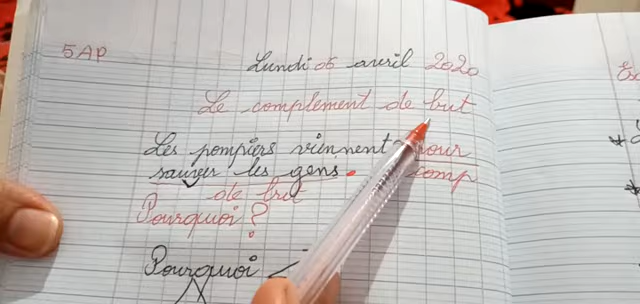 5AP
Lundi 06 avril 2020
Le complement de but
Les pompiers viennent pour
sauver les gens. comp
de but
Pourquoi ?
Pourquoi